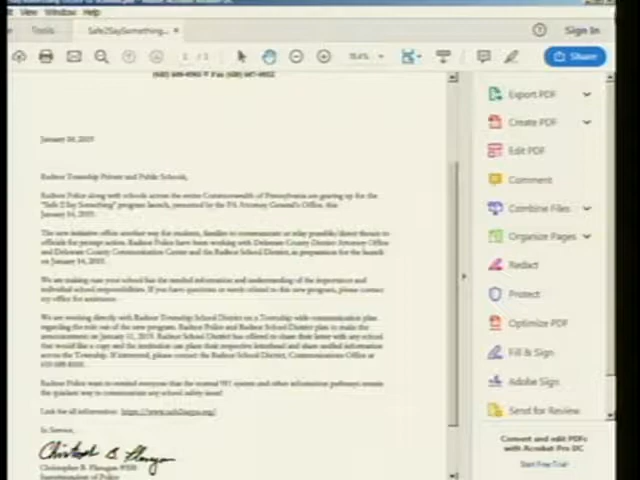 View Window Help
Tools Safe2SaySomething... × Sign In
1 / 1 Share
January 10, 2019
Radnor Township Private and Public Schools,
Radnor Police along with schools across the entire Commonwealth of Pennsylvania are gearing up for the
"Safe 2 Say Something" program launch, presented by the PA Attorney General's Office, this
January 14, 2019.
The new initiative offers another way for students, families to communicate or relay possible/direct threats to
officials for prompt action. Radnor Police have been working with Delaware County District Attorney Office
and Delaware County Communication Center and the Radnor School District, as preparation for the launch
on January 14, 2019.
We are making sure your school has the needed information and understanding of the importance and
individual school responsibilities. If you have questions or needs related to this new program, please contact
my office for assistance.
We are working directly with Radnor Township School District on a Township wide communication plan
regarding the role out of the new program. Radnor Police and Radnor School District plan to make the
announcement on January 11, 2019. Radnor School District has offered to share their letter with any school
that would like a copy and the institution can place their respective letterhead and share unified information
across the Township. If interested, please contact the Radnor School District, Communications Office at
Radnor Police want to remind everyone that the normal 911 system and other information pathways remain
the quickest way to communicate any school safety issue!
Link for all information: https://www.safe2saypa.org/
In Service,
Christoph B. Flanagan
Christopher B. Flanagan
Superintendent of Police
Export PDF
Create PDF
Edit PDF
Comment
Combine Files
Organize Pages
Redact
Protect
Optimize PDF
Fill & Sign
Adobe Sign
Send for Review
Convert and edit PDFs
with Acrobat Pro DC
Start Free Trial